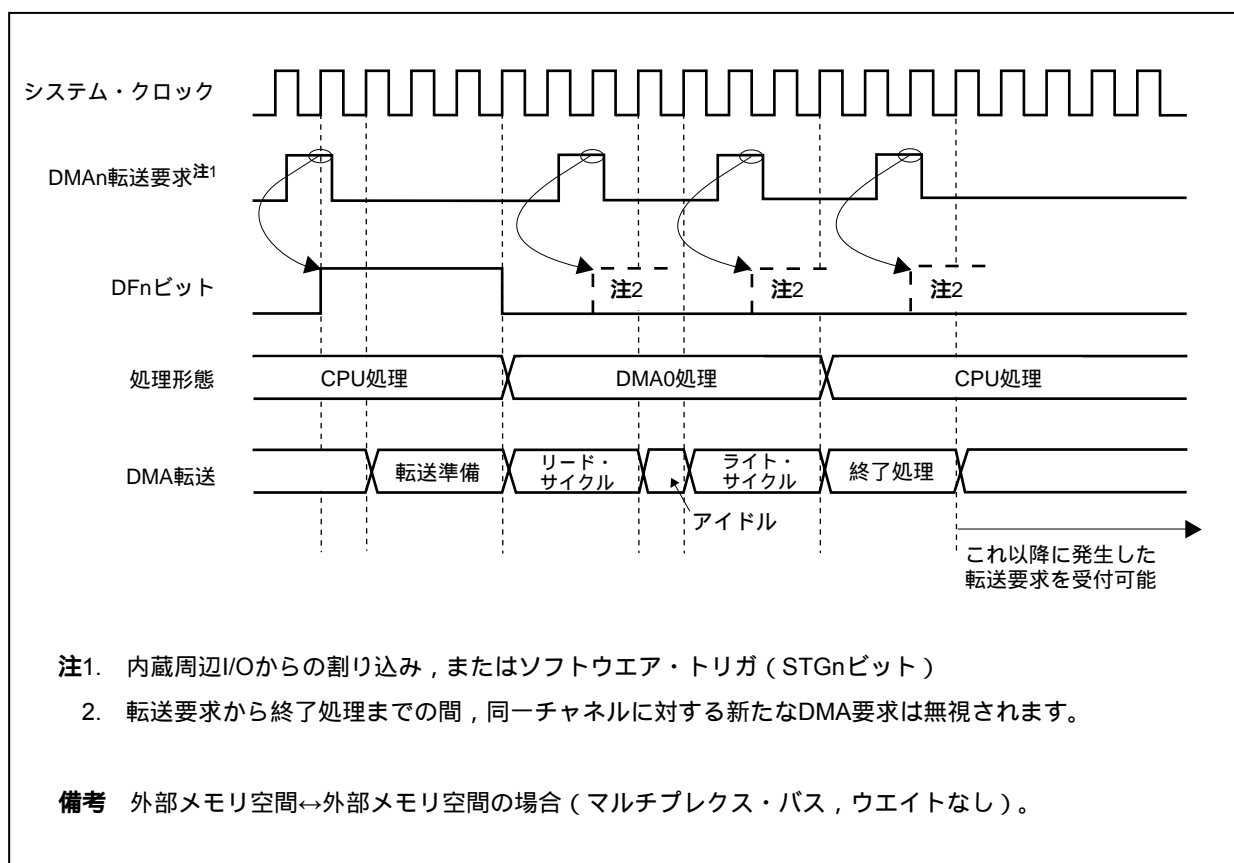 システム・クロック
DMAn転送要求注1
DFnビット
注2
注2
注2
処理形態
CPU処理
DMA0処理
CPU処理
DMA転送
転送準備
リード・
サイクル
ライト・
サイクル
終了処理
アイドル
これ以降に発生した
転送要求を受付可能
注1. 内蔵周辺I/Oからの割り込み，またはソフトウエア・トリガ（STGnビット）
2. 転送要求から終了処理までの間，同一チャネルに対する新たなDMA要求は無視されます。
備考 外部メモリ空間↔外部メモリ空間の場合（マルチプレクス・バス，ウエイトなし）。